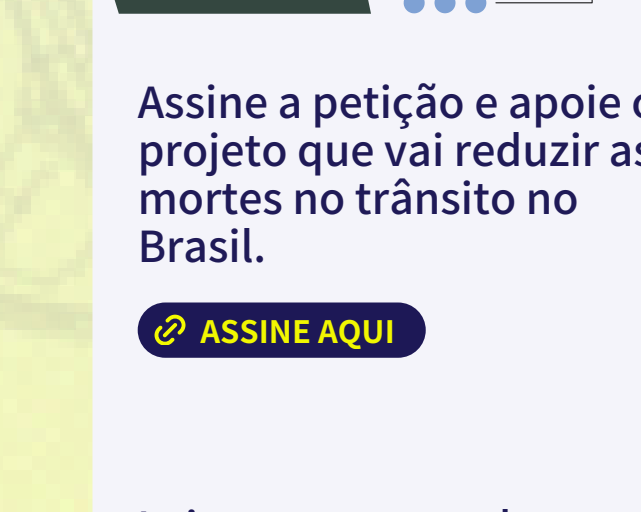 Assine a petição e apoie o
projeto que vai reduzir as
mortes no trânsito no
Brasil.
ASSINE AQUI